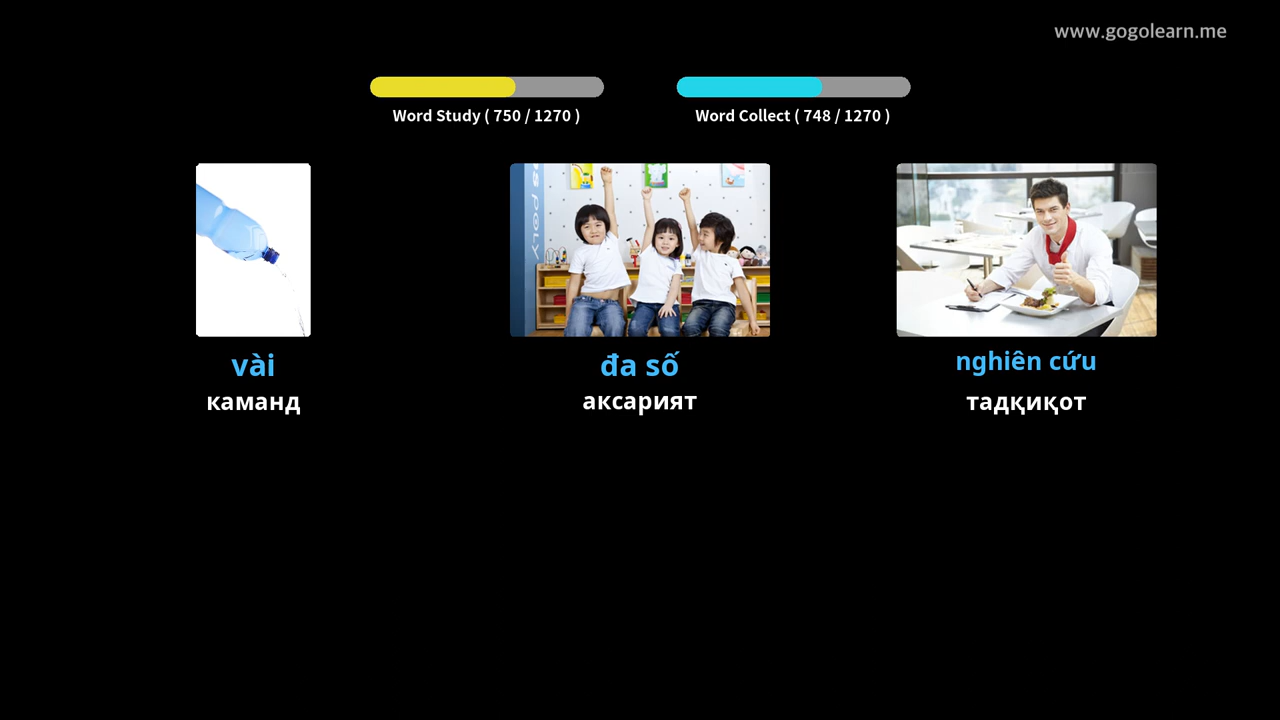 www.gogolearn.me
Word Study ( 750 / 1270 )
Word Collect ( 748 / 1270 )
POLY
vài
đa số
nghiên cứu
каманд
аксарият
тадқиқот